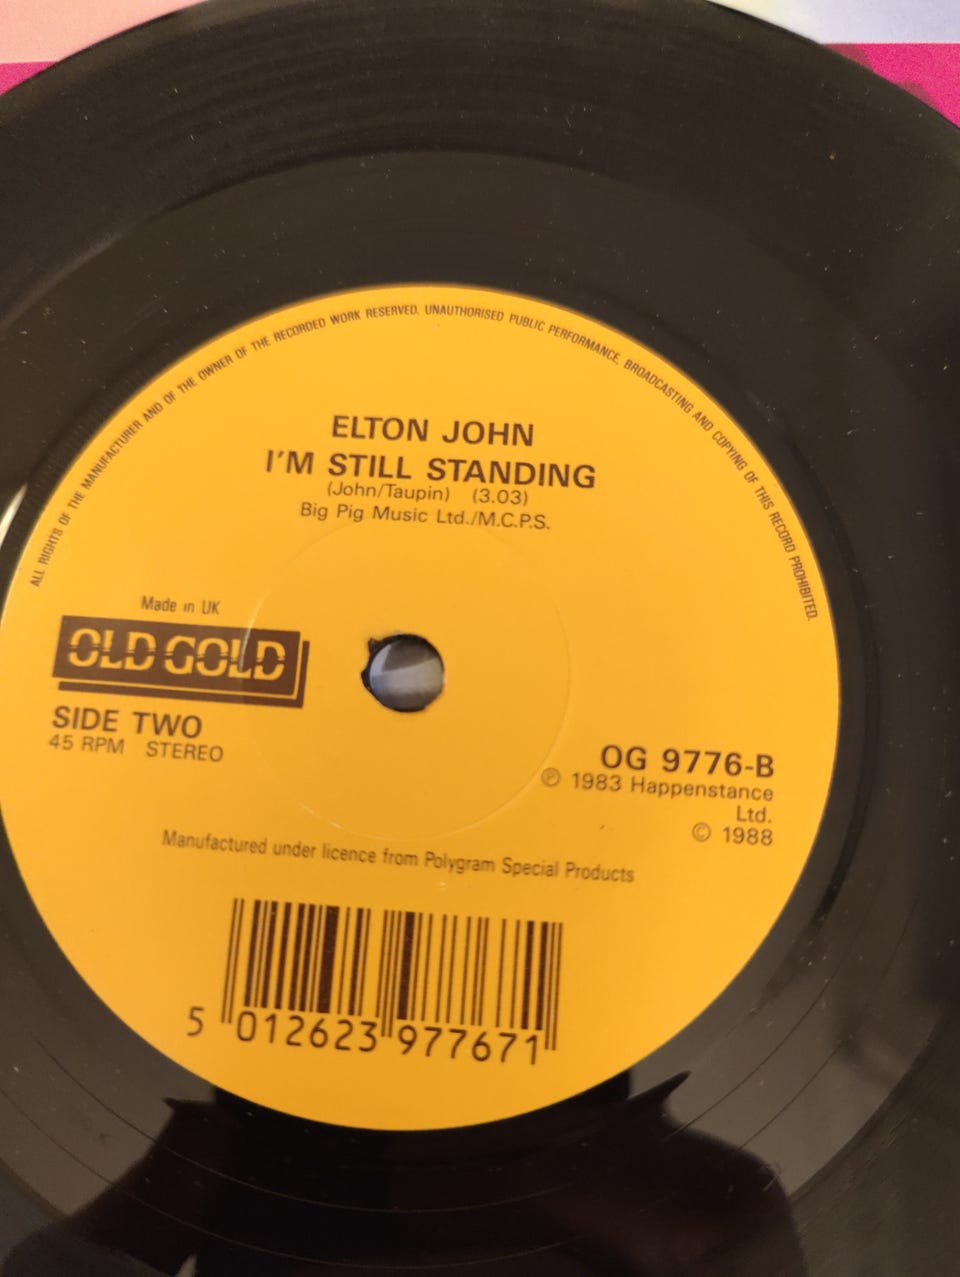 ALL RIGHTS OF THE MANUFACTURER AND OF THE OWNER OF THE RECORDED WORK RESERVED. UNAUTHORISED PUBLIC PERFORMANCE, BROADCASTING AND COPYING OF THIS RECORD PROHIBITED.
ELTON JOHN
I'M STILL STANDING
(John/Taupin) (3.03)
Big Pig Music Ltd./M.C.P.S.
Made in UK
OLD GOLD
SIDE TWO
45 RPM STEREO
OG 9776-B
℗ 1983 Happenstance
Ltd.
© 1988
Manufactured under licence from Polygram Special Products
5 012623 977671